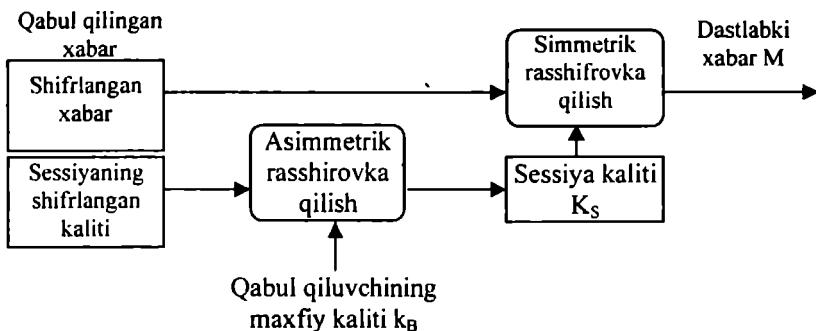 Qabul qilingan
xabar
Shifrlangan
xabar
Sessiyaning
shifrlangan
kaliti
Asimmetrik
rasshirovka
qilish
Qabul qiluvchining
maxfiy kaliti k_B
Simmetrik
rasshifrovka
qilish
Sessiya kaliti
K_S
Dastlabki
xabar M